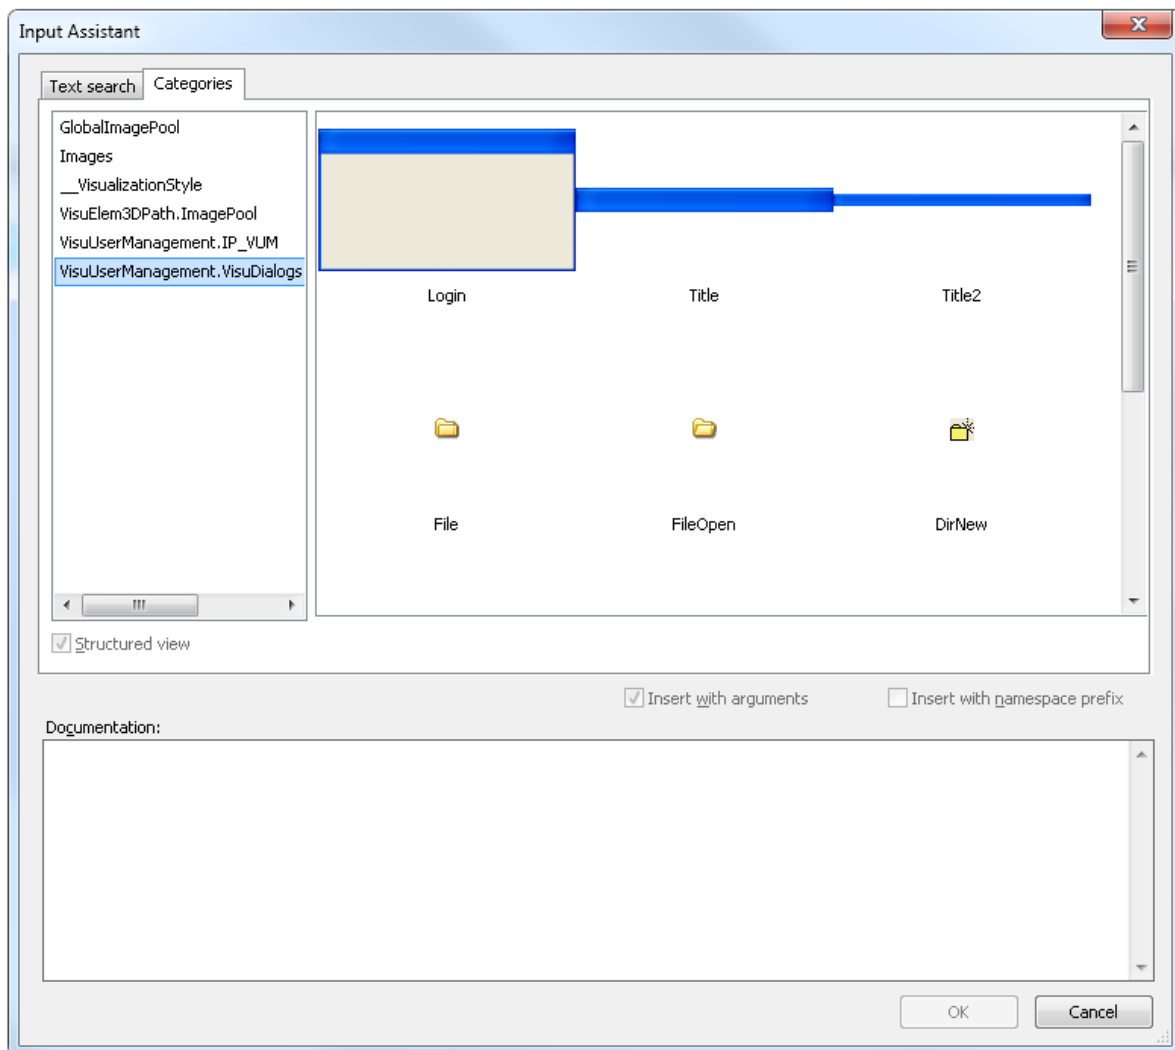 Input Assistant
Text search Categories
GlobalImagePool
Images
__VisualizationStyle
VisuElem3DPath.ImagePool
VisuUserManagement.IP_VUM
VisuUserManagement.VisuDialogs
Login Title Title2
File FileOpen DirNew
Structured view
Insert with arguments Insert with namespace prefix
Documentation:
OK Cancel